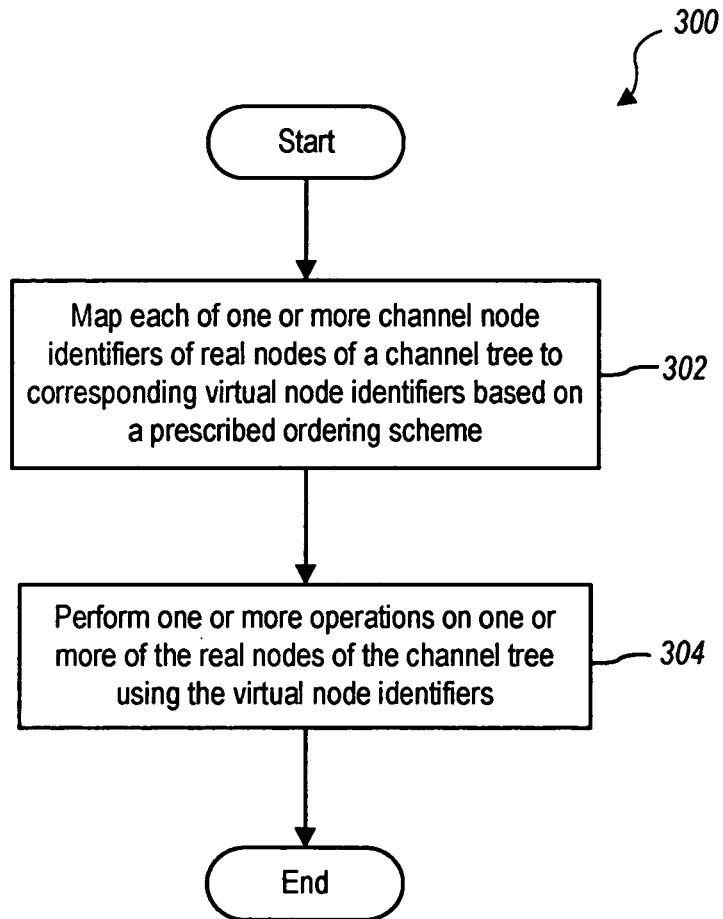 300
Start
Map each of one or more channel node
identifiers of real nodes of a channel tree to
corresponding virtual node identifiers based on
a prescribed ordering scheme
302
Perform one or more operations on one or
more of the real nodes of the channel tree
using the virtual node identifiers
304
End